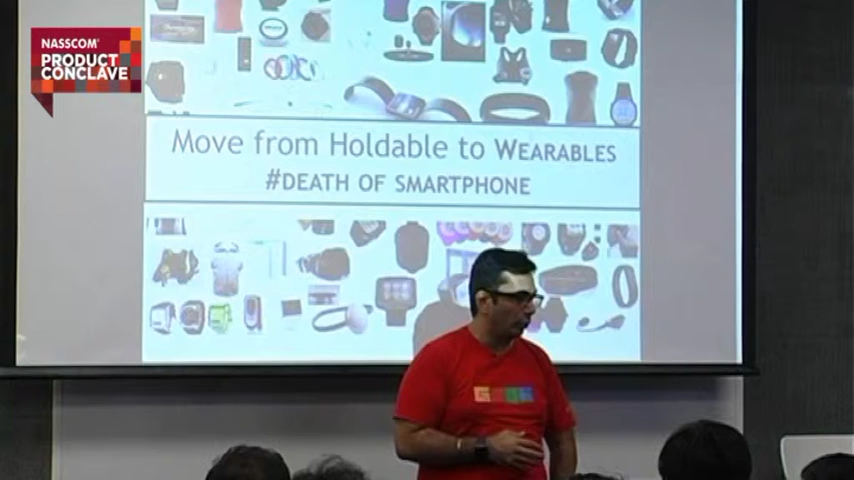 NASSCOM®
PRODUCT
CONCLAVE
Move from Holdable to WEARABLES
#DEATH OF SMARTPHONE